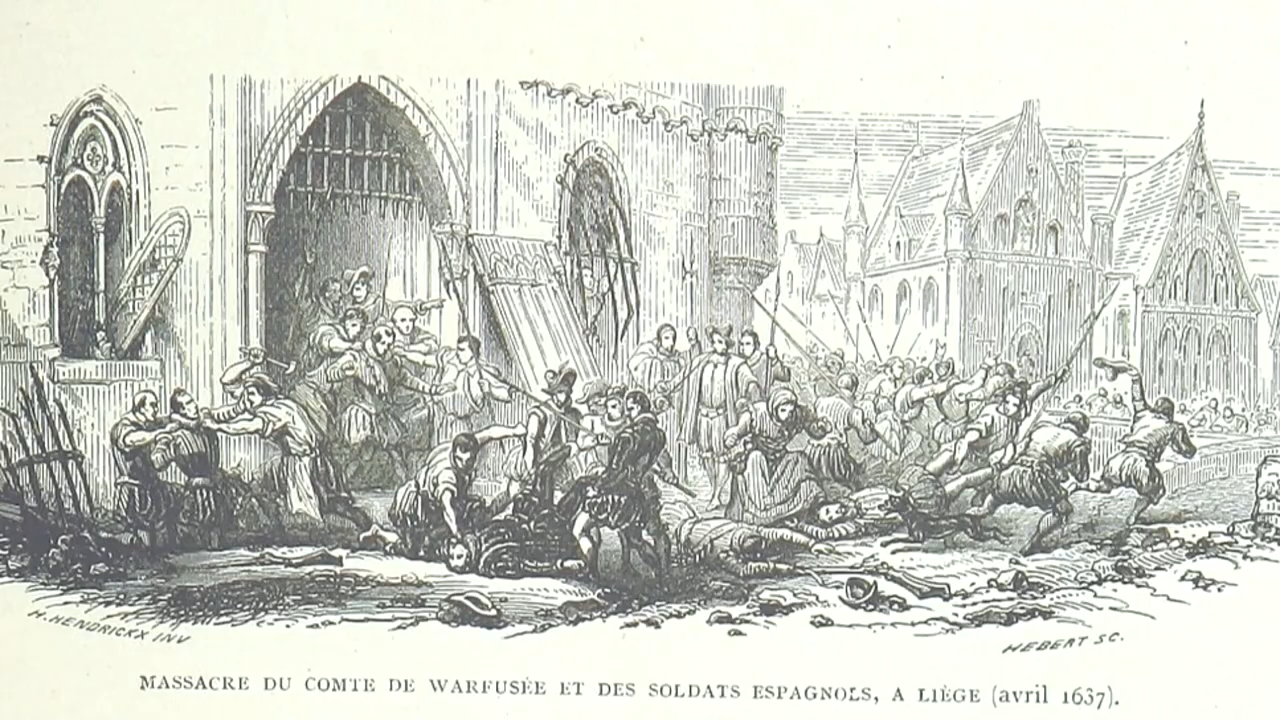 H. HENDRICKX INV
HEBERT SC.
MASSACRE DU COMTE DE WARFUSÉE ET DES SOLDATS ESPAGNOLS, A LIÈGE (avril 1637).